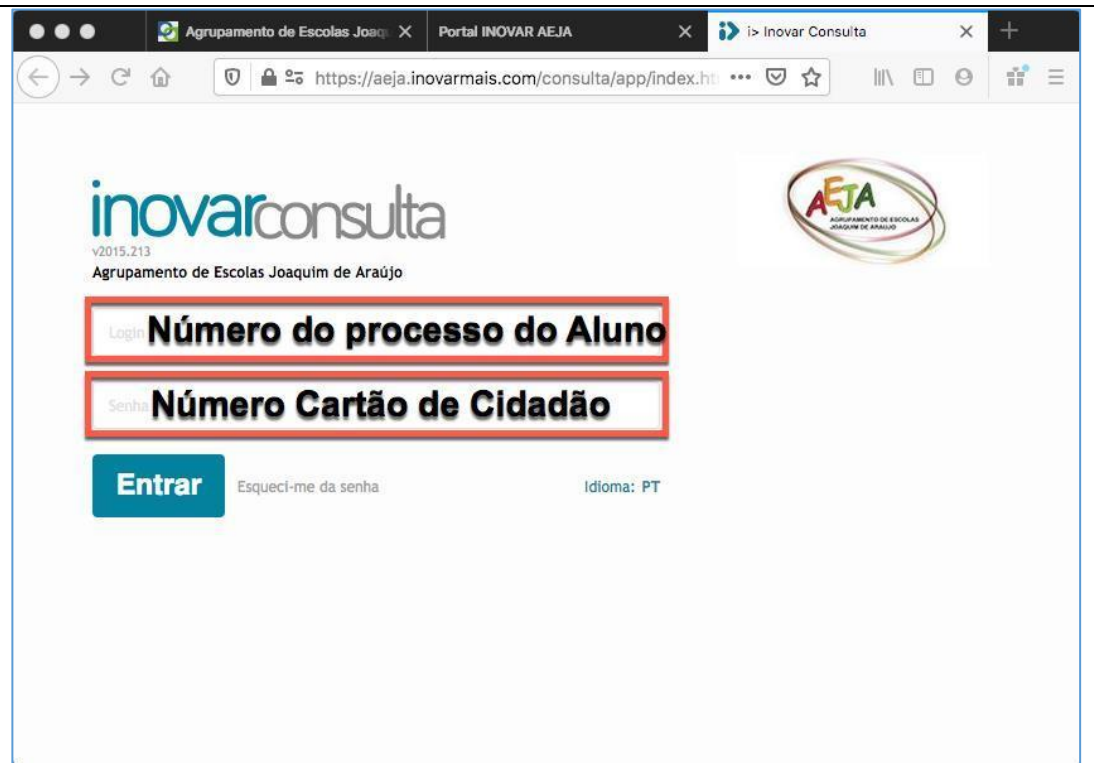 Agrupamento de Escolas Joaq
Portal INOVAR AEJA
i> Inovar Consulta
https://aeja.inovarmais.com/consulta/app/index.ht
inovarconsulta
v2015.213
Agrupamento de Escolas Joaquim de Araújo
AEJA
AGRUPAMENTO DE ESCOLAS
JOAQUIM DE ARAUJO
Login Número do processo do Aluno
Senha Número Cartão de Cidadão
Entrar
Esqueci-me da senha
Idioma: PT